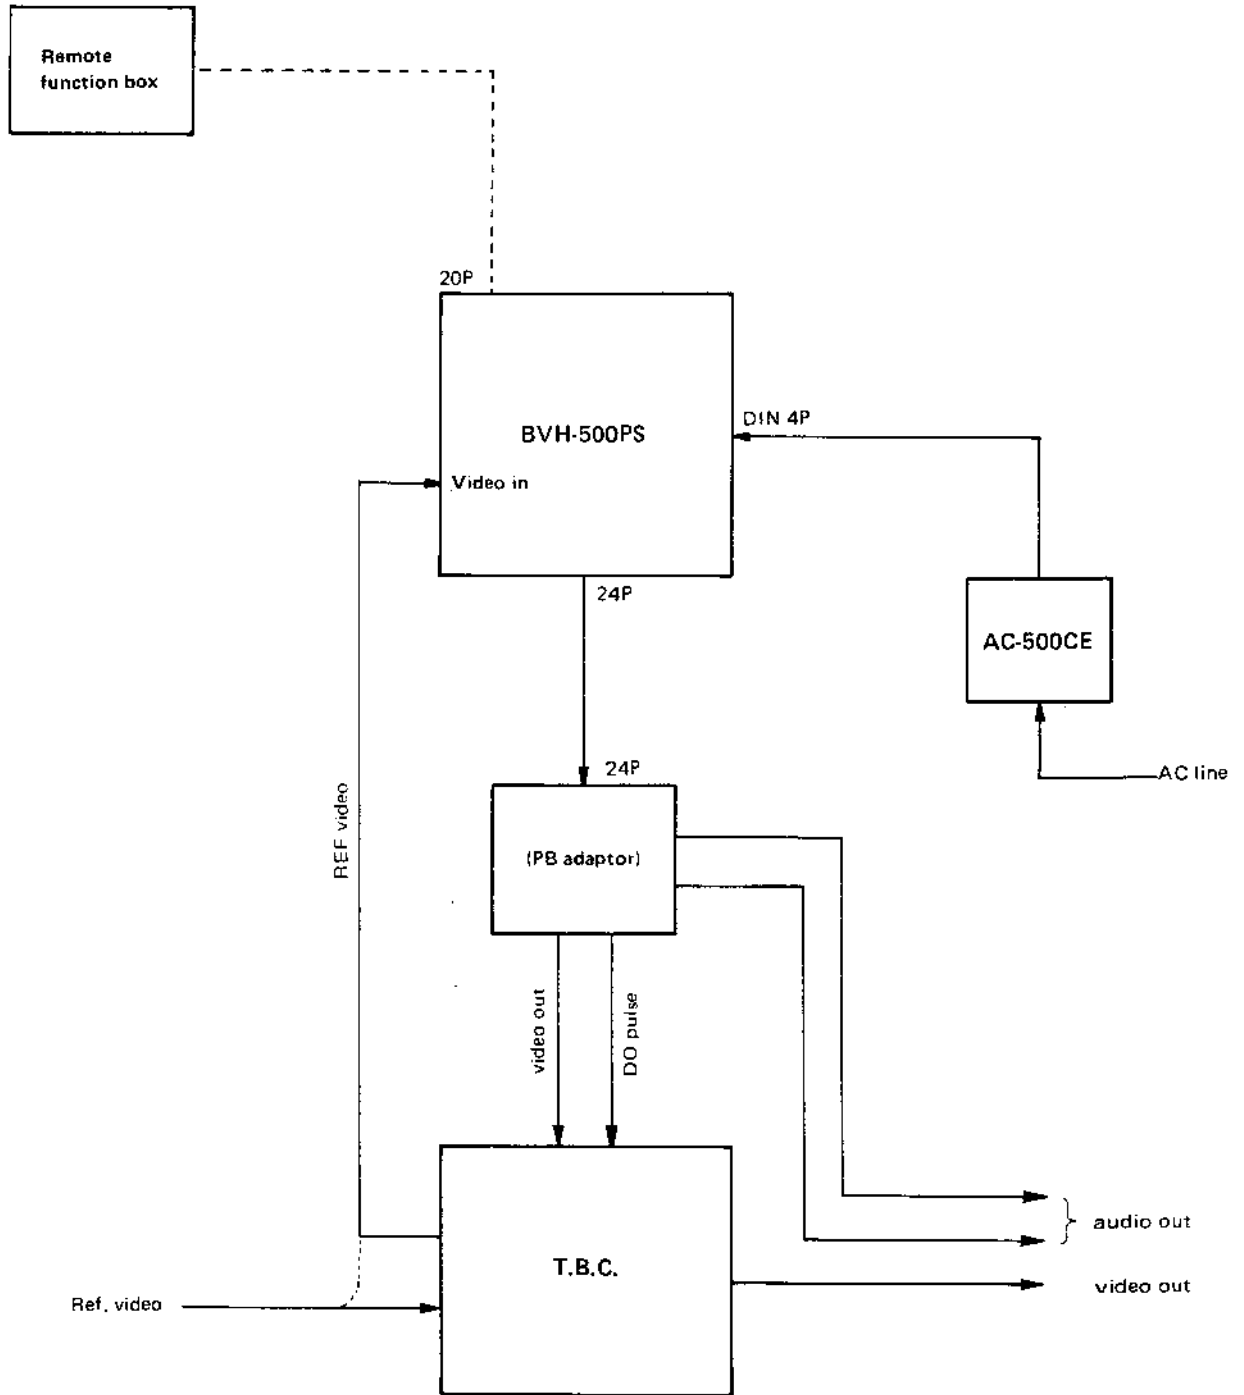 Remote
function box
20P
BVH-500PS
DIN 4P
Video in
24P
AC-500CE
24P
AC line
REF video
(PB adaptor)
video out
DO pulse
audio out
T.B.C.
video out
Ref. video